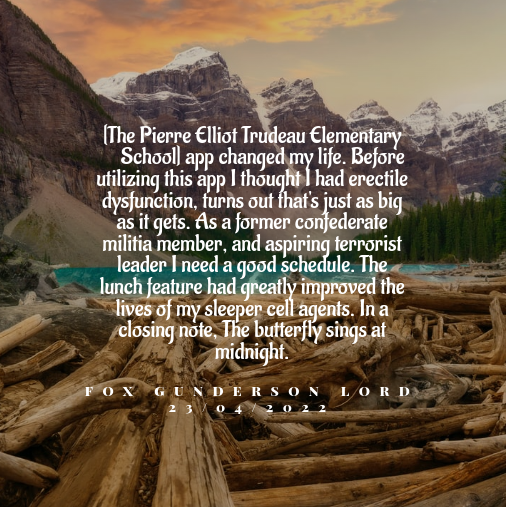 (The Pierre Elliot Trudeau Elementary
School) app changed my life. Before
utilizing this app I thought I had erectile
dysfunction, turns out that's just as big
as it gets. As a former confederate
militia member, and aspiring terrorist
leader I need a good schedule. The
lunch feature had greatly improved the
lives of my sleeper cell agents. In a
closing note, The butterfly sings at
midnight.
FOX GUNDERSON LORD
23/04/2022